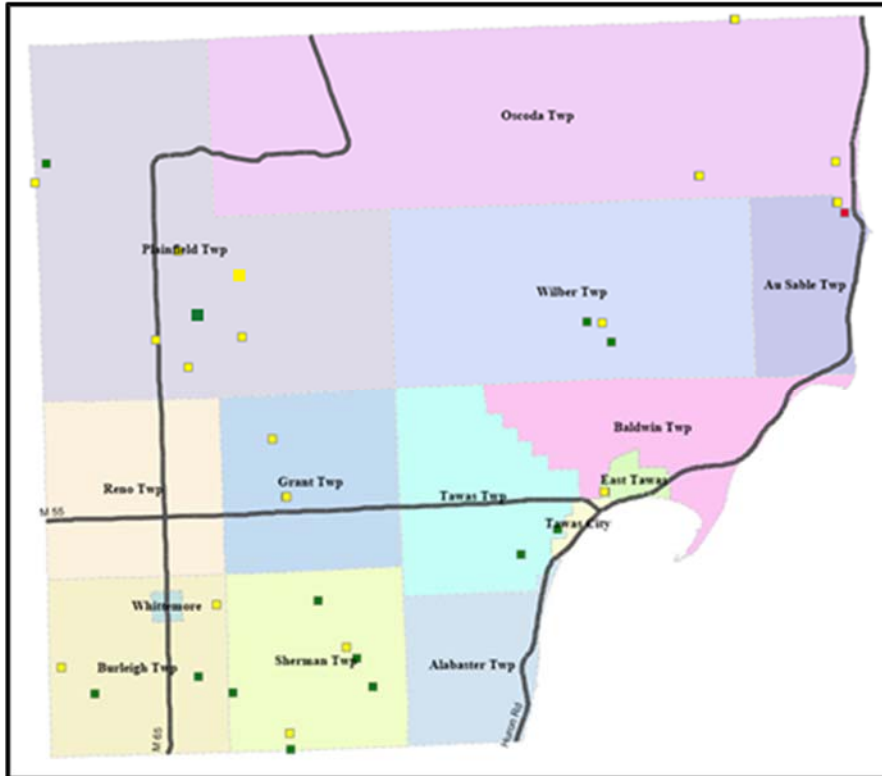 Oscoda Twp
Plainfield Twp
Wilber Twp
Au Sable Twp
Baldwin Twp
East Tawas
Reno Twp
Grant Twp
Tawas Twp
M 55
Tawas City
Whittemore
Burleigh Twp
Sherman Twp
Alabaster Twp
M 65
Huron Rd